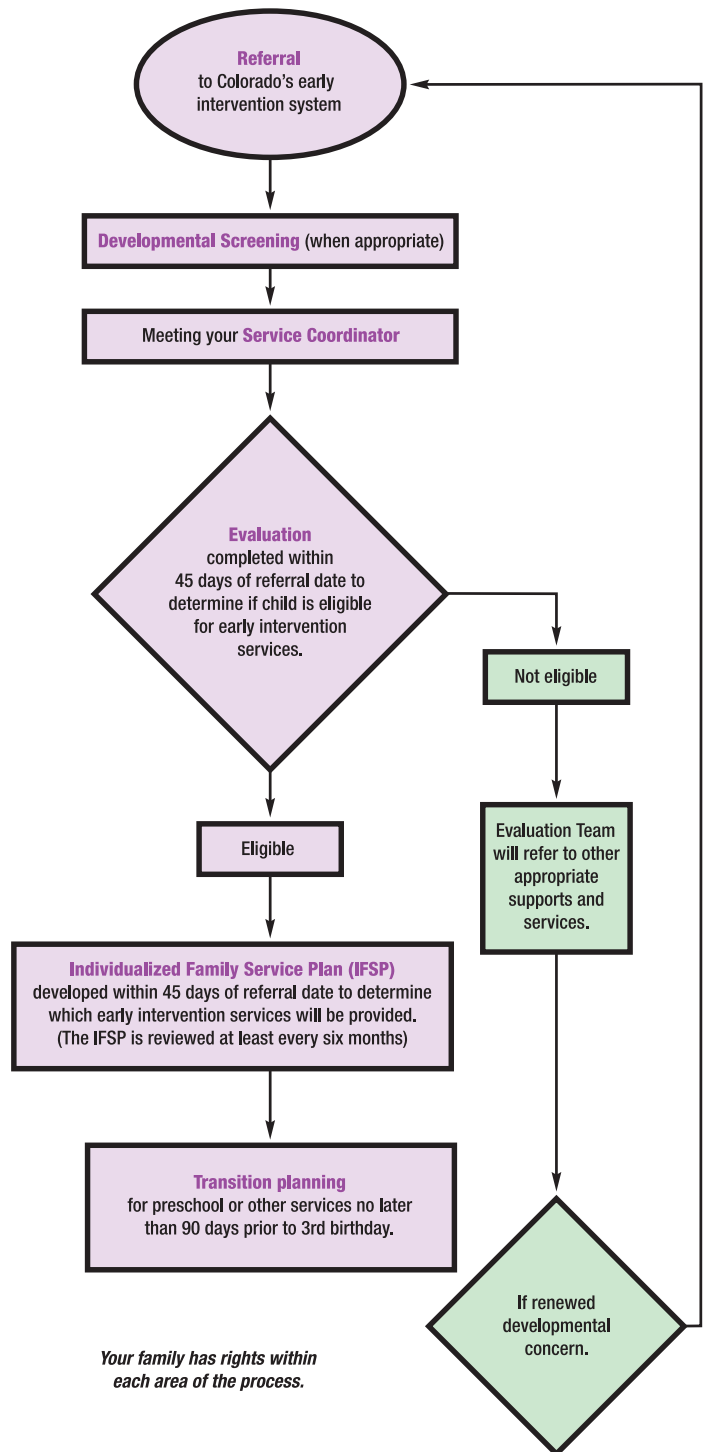 Referral
to Colorado's early
intervention system
Developmental Screening (when appropriate)
Meeting your Service Coordinator
Evaluation
completed within
45 days of referral date to
determine if child is eligible
for early intervention
services.
Not eligible
Evaluation Team
will refer to other
appropriate
supports and
services.
Eligible
Individualized Family Service Plan (IFSP)
developed within 45 days of referral date to determine
which early intervention services will be provided.
(The IFSP is reviewed at least every six months)
Transition planning
for preschool or other services no later
than 90 days prior to 3rd birthday.
If renewed
developmental
concern.
Your family has rights within
each area of the process.